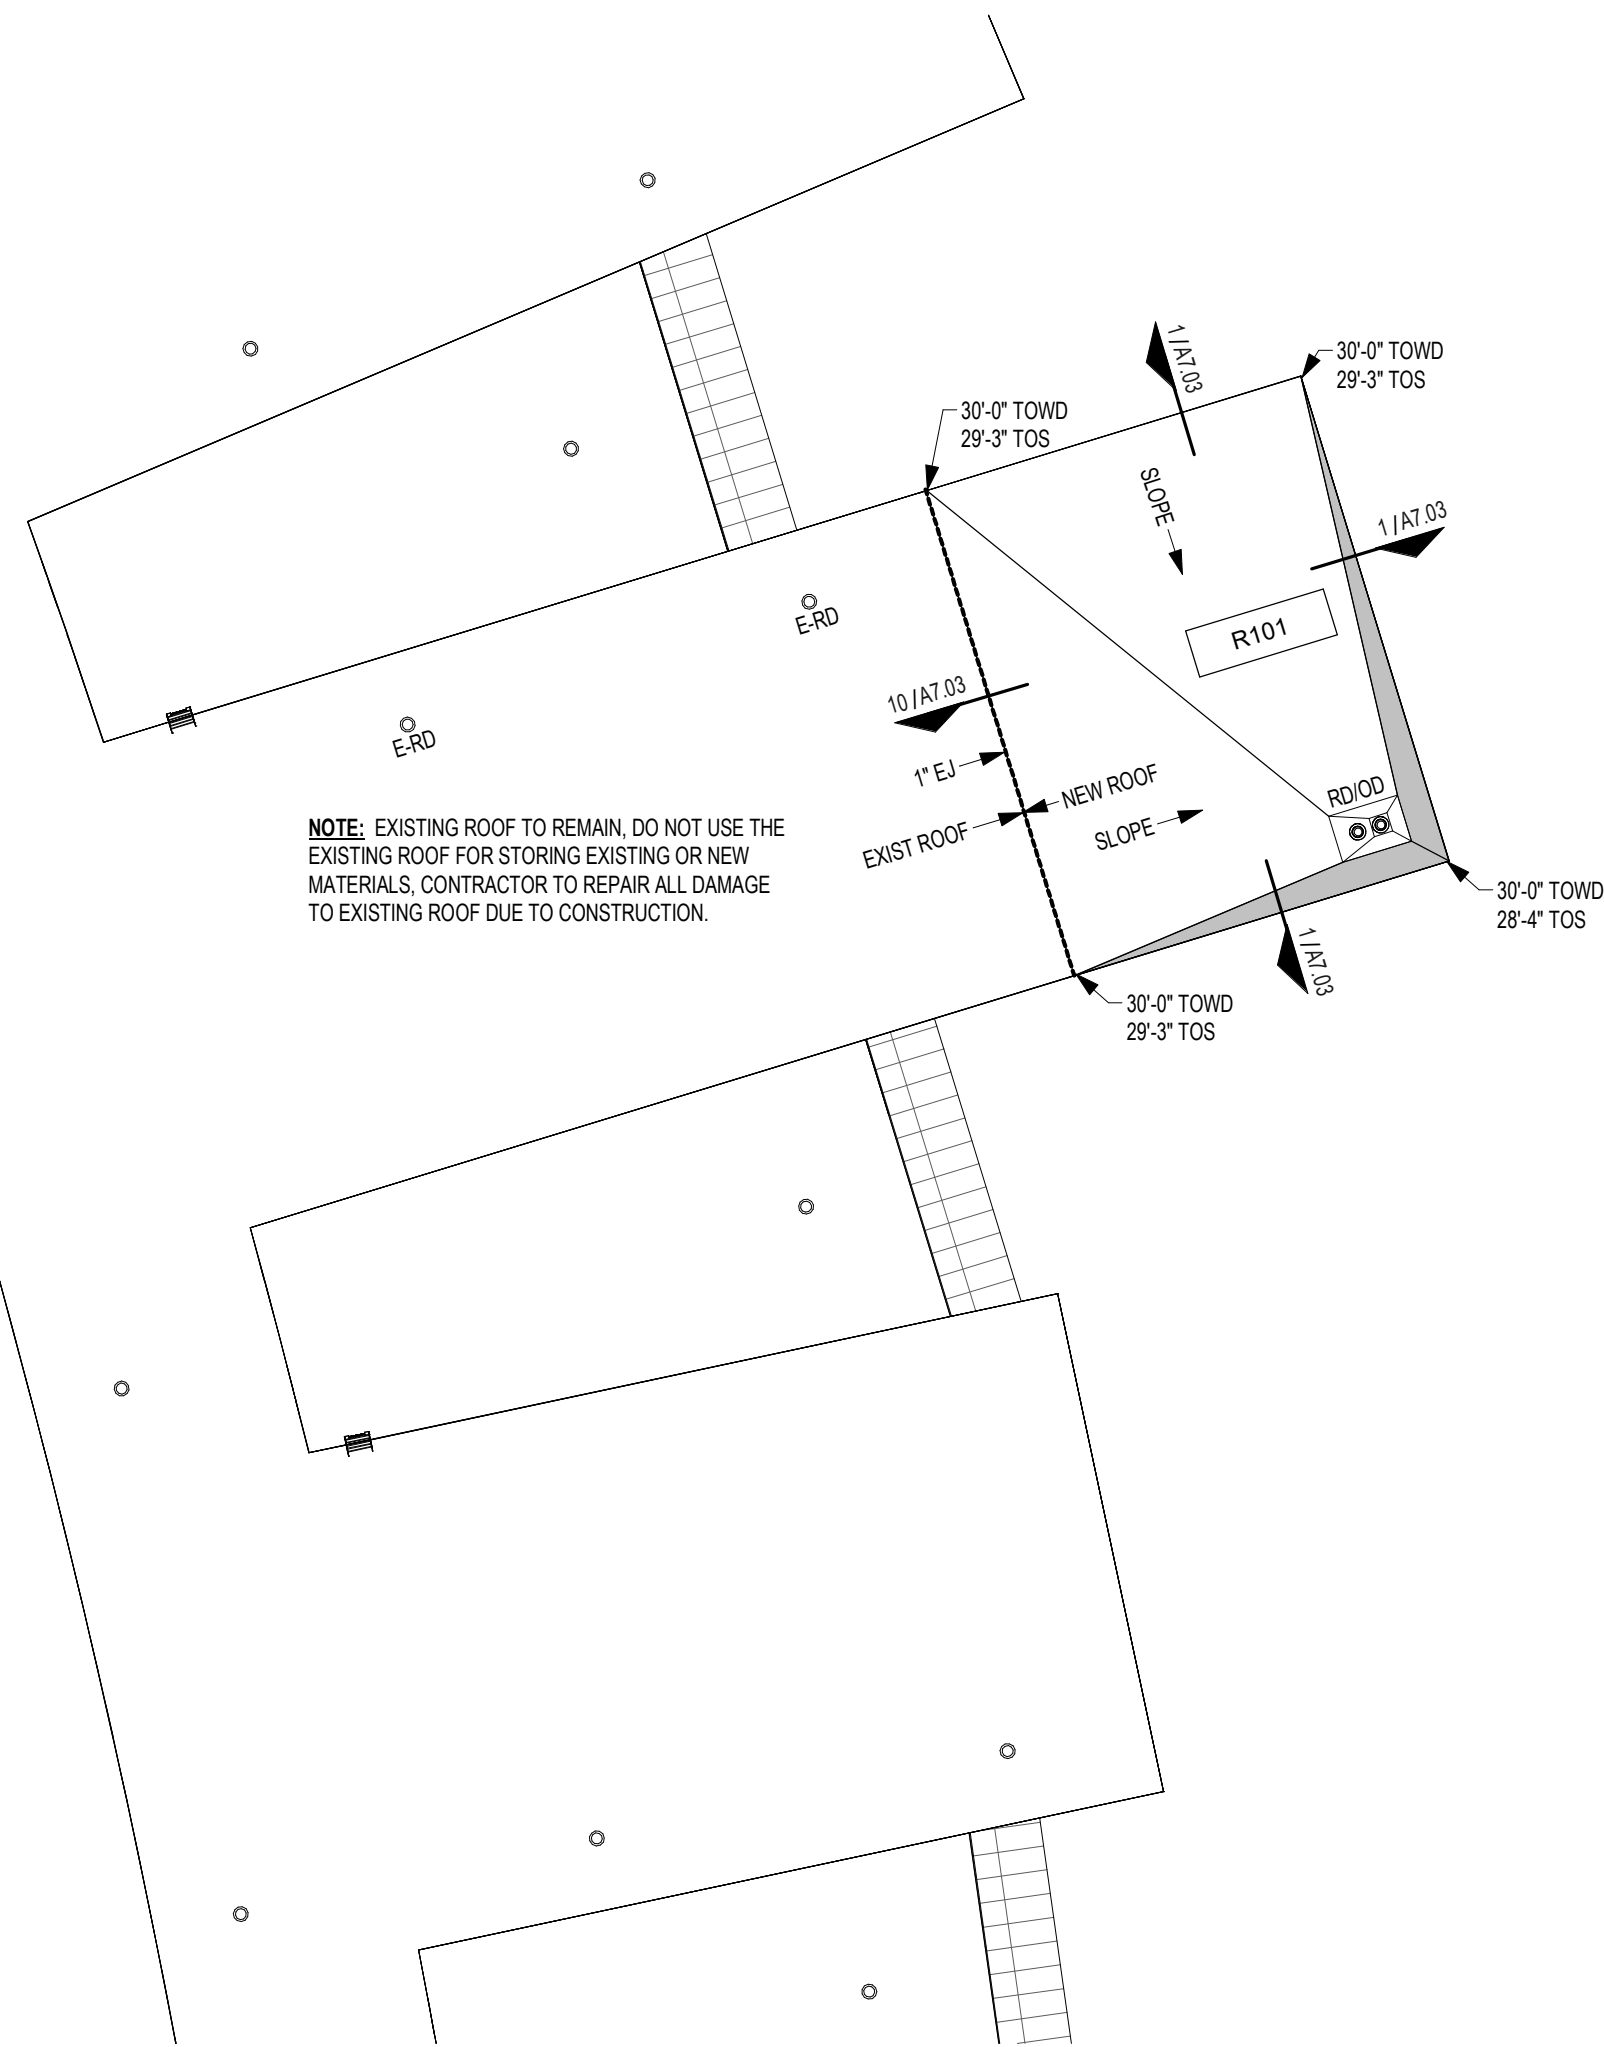 1 / A7.03
30'-0" TOWD
29'-3" TOS
30'-0" TOWD
29'-3" TOS
SLOPE
1 / A7.03
E-RD
R101
10 / A7.03
E-RD
1" EJ
NEW ROOF
RD/OD
EXIST ROOF
SLOPE
NOTE: EXISTING ROOF TO REMAIN, DO NOT USE THE
EXISTING ROOF FOR STORING EXISTING OR NEW
MATERIALS, CONTRACTOR TO REPAIR ALL DAMAGE
TO EXISTING ROOF DUE TO CONSTRUCTION.
30'-0" TOWD
28'-4" TOS
1 / A7.03
30'-0" TOWD
29'-3" TOS